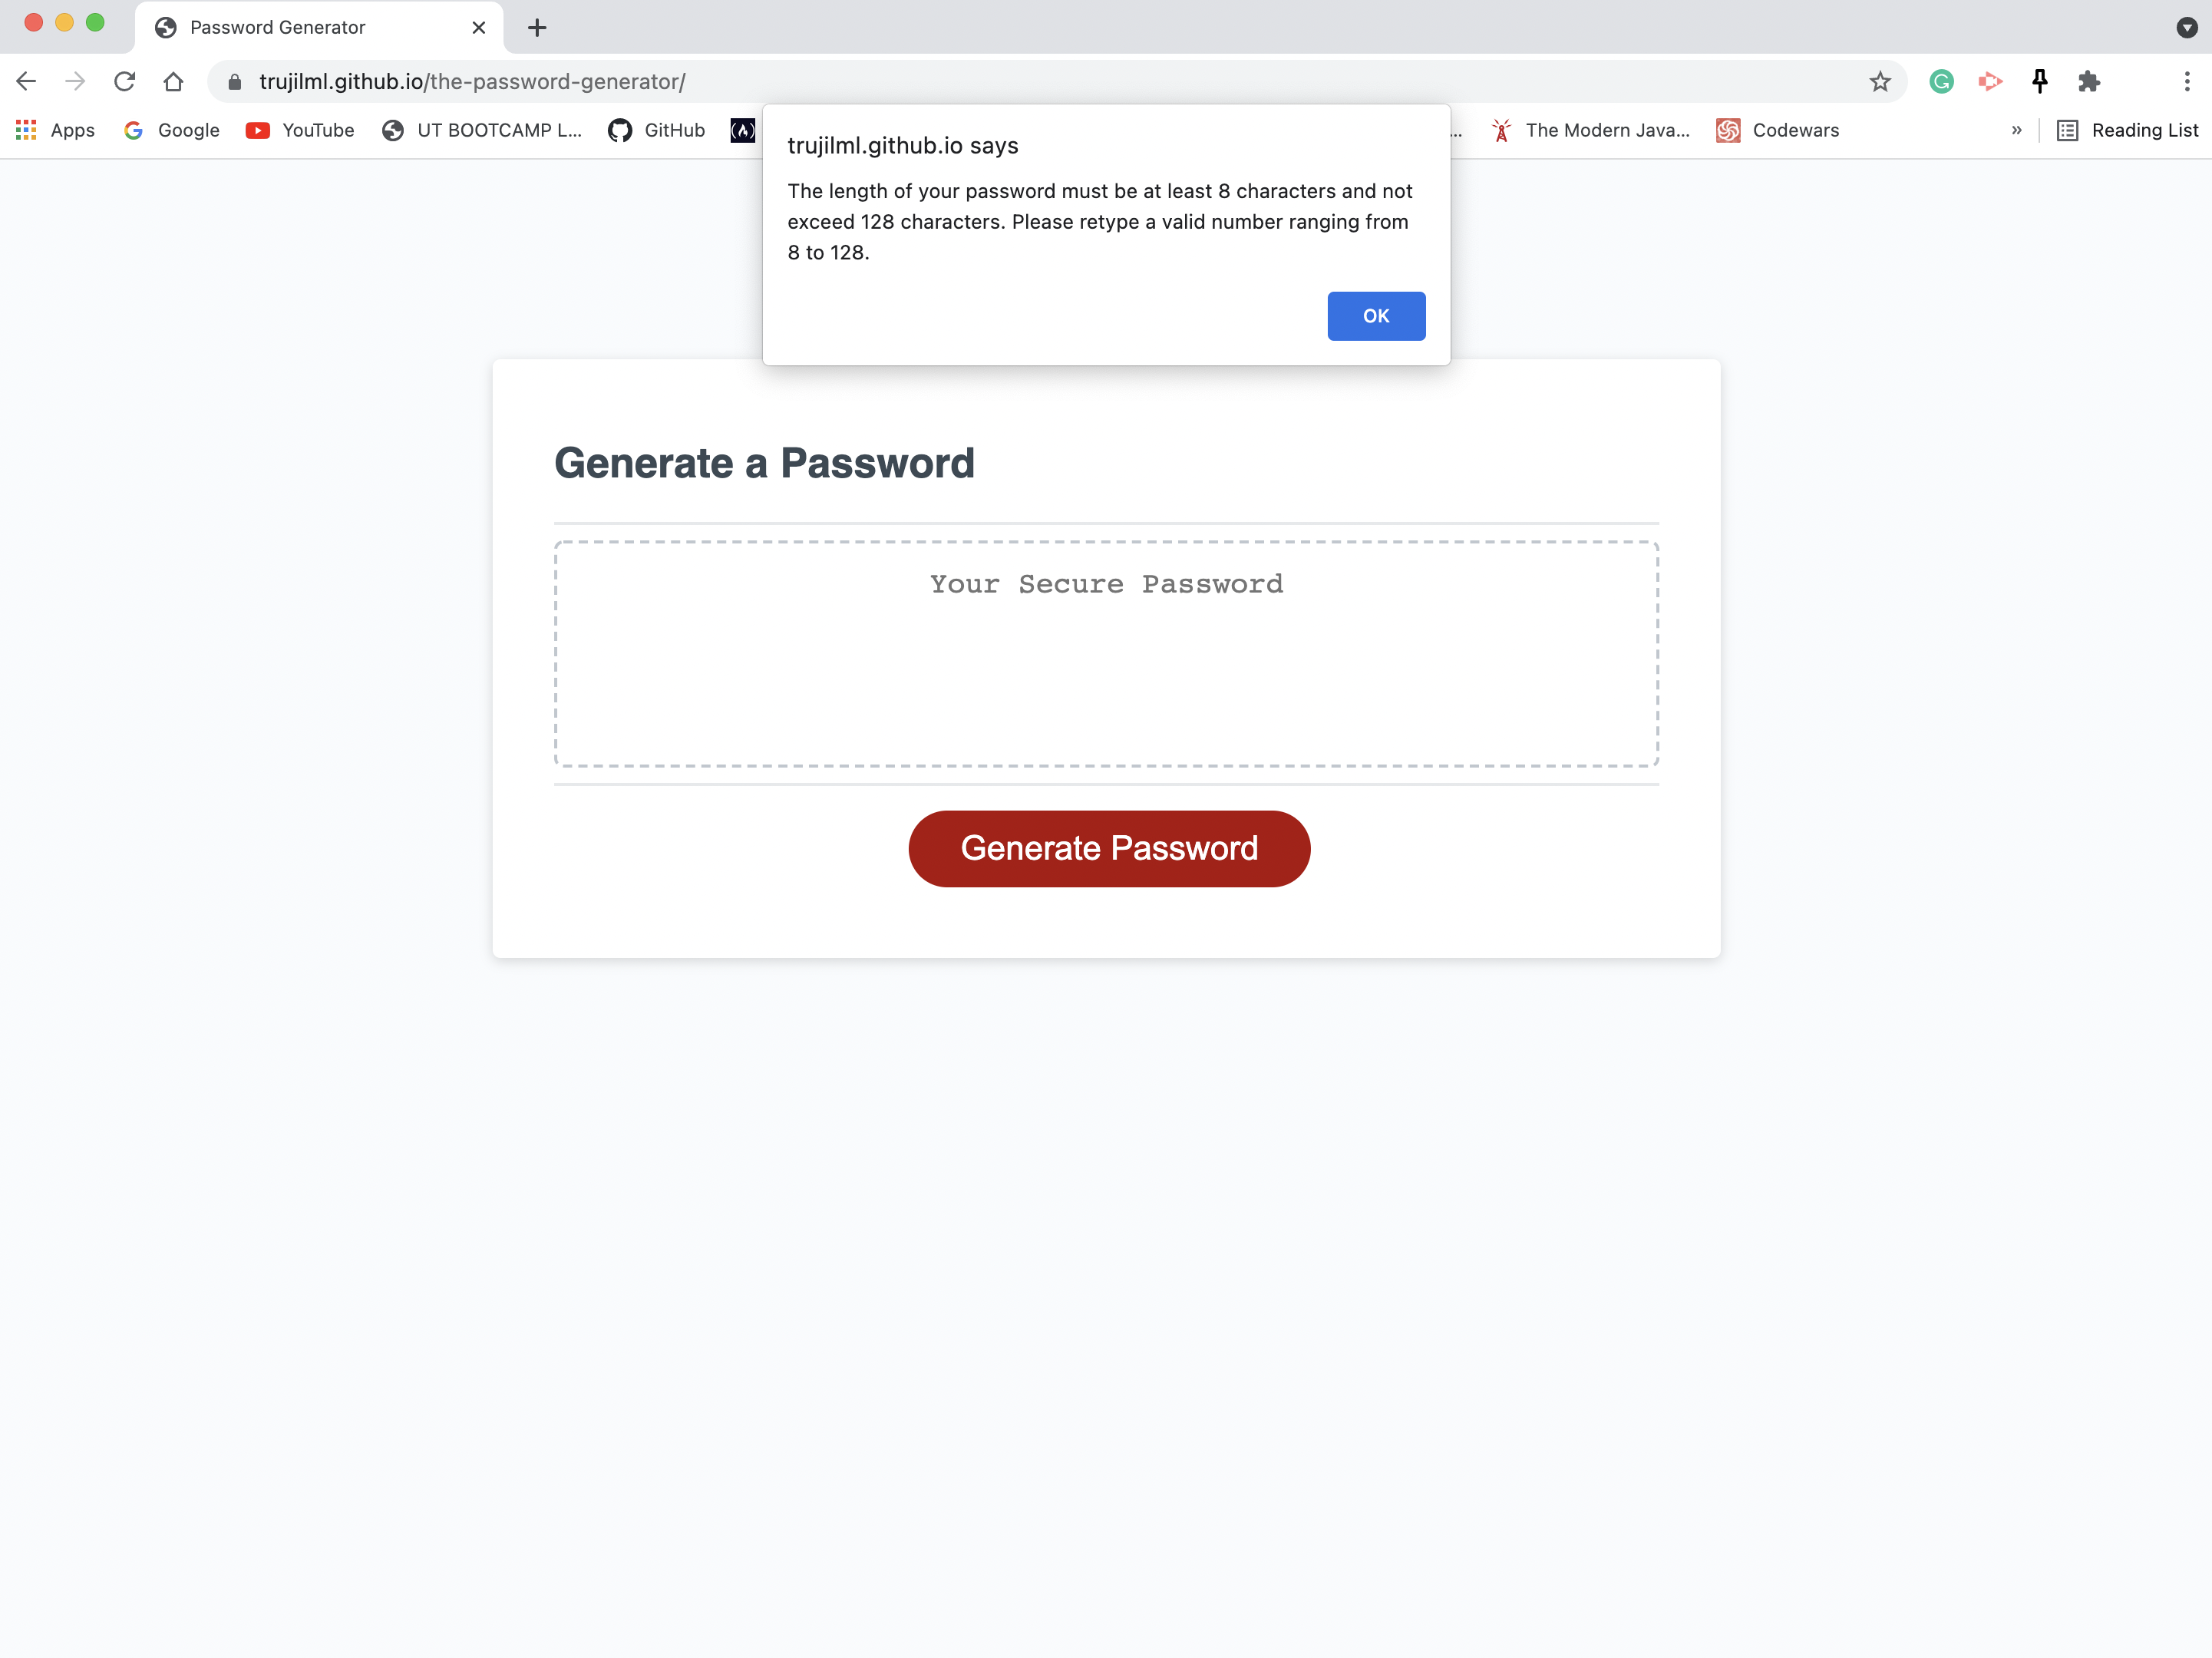 Password Generator
trujilml.github.io/the-password-generator/
Apps Google YouTube UT BOOTCAMP L... GitHub ... The Modern Java... Codewars » Reading List
trujilml.github.io says
The length of your password must be at least 8 characters and not
exceed 128 characters. Please retype a valid number ranging from
8 to 128.
OK
Generate a Password
Your Secure Password
Generate Password